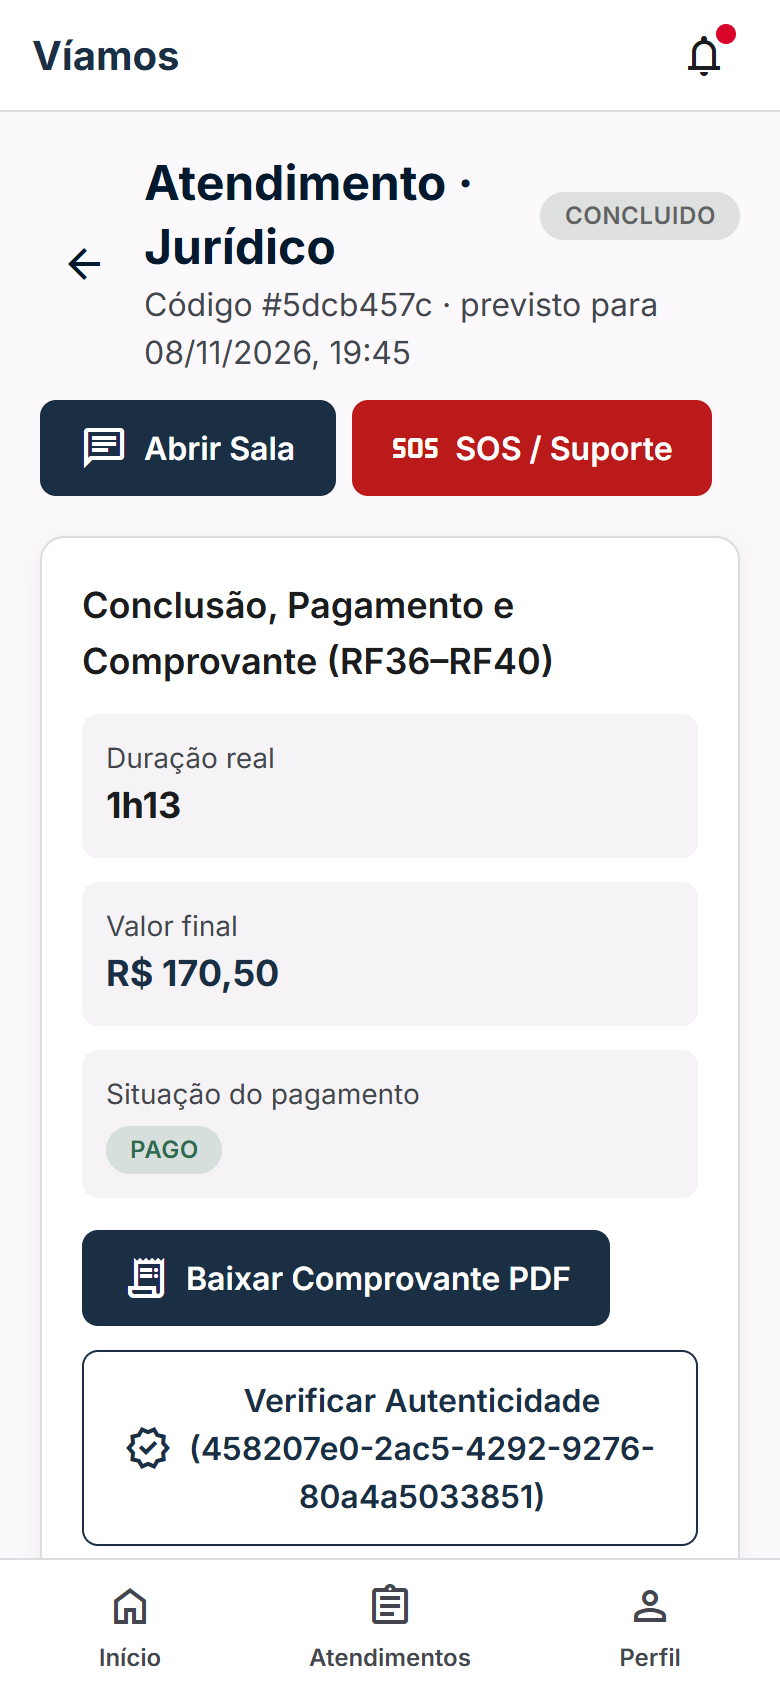 Víamos
Atendimento ·
Jurídico
CONCLUIDO
Código #5dcb457c · previsto para
08/11/2026, 19:45
Abrir Sala
SOS SOS / Suporte
Conclusão, Pagamento e
Comprovante (RF36–RF40)
Duração real
1h13
Valor final
R$ 170,50
Situação do pagamento
PAGO
Baixar Comprovante PDF
Verificar Autenticidade
(458207e0-2ac5-4292-9276-
80a4a5033851)
Início
Atendimentos
Perfil